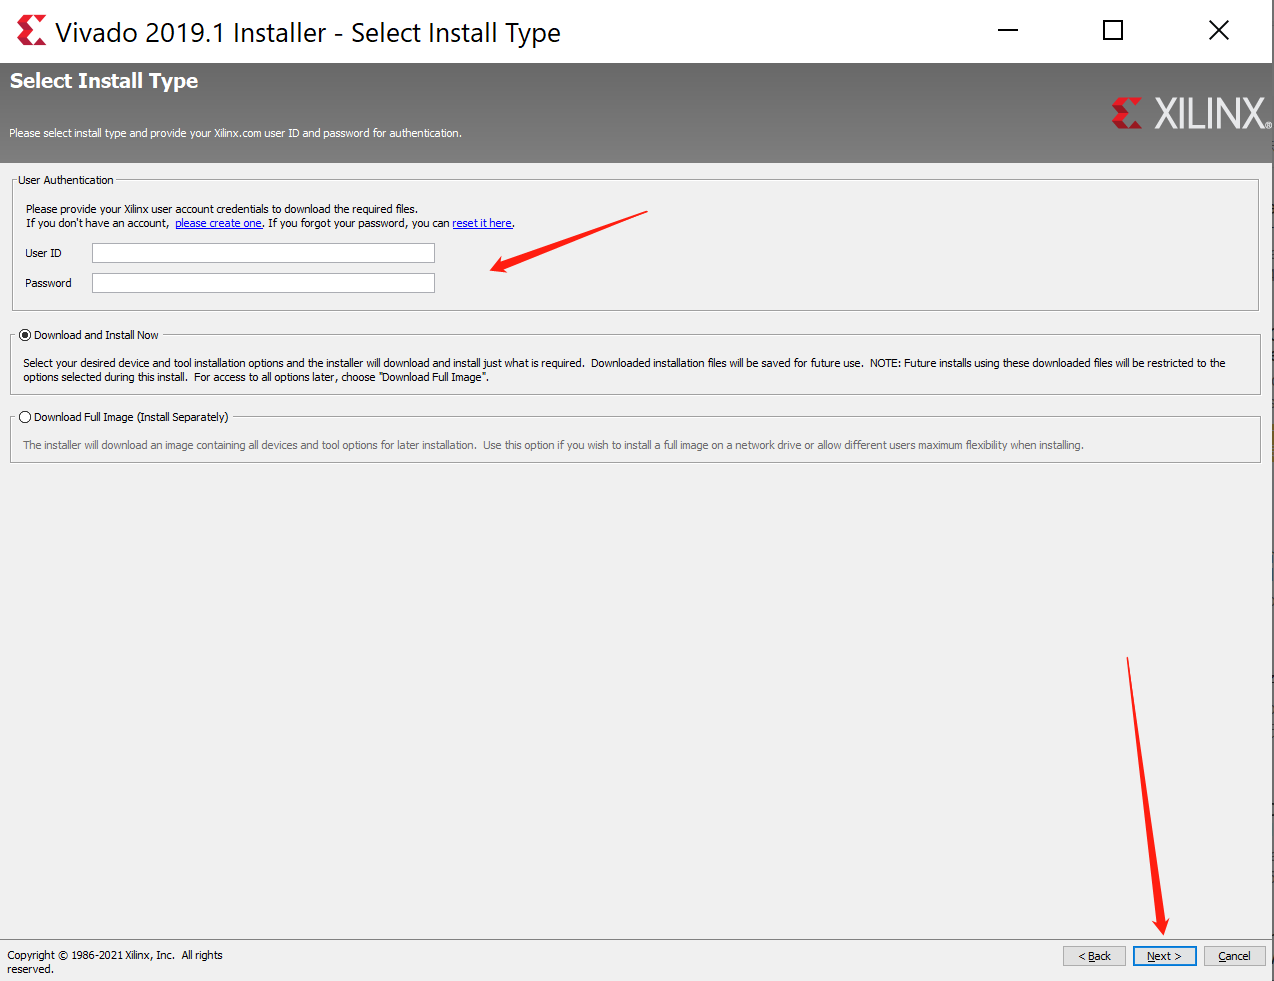 Vivado 2019.1 Installer - Select Install Type
Select Install Type
XILINX®
Please select install type and provide your Xilinx.com user ID and password for authentication.
User Authentication
Please provide your Xilinx user account credentials to download the required files.
If you don't have an account, please create one. If you forgot your password, you can reset it here.
User ID
Password
Download and Install Now
Select your desired device and tool installation options and the installer will download and install just what is required. Downloaded installation files will be saved for future use. NOTE: Future installs using these downloaded files will be restricted to the
options selected during this install. For access to all options later, choose "Download Full Image".
Download Full Image (Install Separately)
The installer will download an image containing all devices and tool options for later installation. Use this option if you wish to install a full image on a network drive or allow different users maximum flexibility when installing.
Copyright © 1986-2021 Xilinx, Inc. All rights
reserved.
< Back Next > Cancel